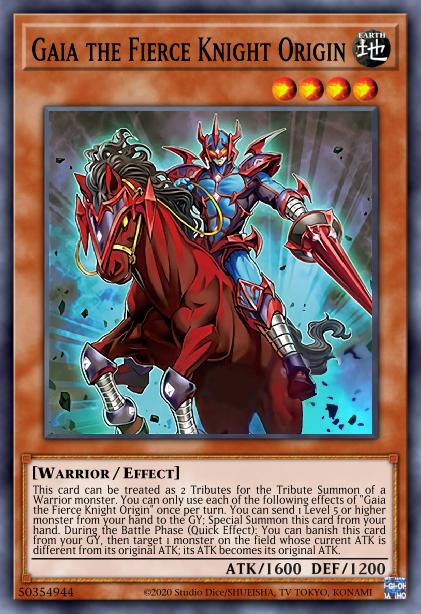 Gaia the Fierce Knight Origin
EARTH
地
[Warrior / Effect]
This card can be treated as 2 Tributes for the Tribute Summon of a
Warrior monster. You can only use each of the following effects of "Gaia
the Fierce Knight Origin" once per turn. You can send 1 Level 5 or higher
monster from your hand to the GY; Special Summon this card from your
hand. During the Battle Phase (Quick Effect): You can banish this card
from your GY, then target 1 monster on the field whose current ATK is
different from its original ATK; its ATK becomes its original ATK.
ATK/1600 DEF/1200
50354944
©2020 Studio Dice/SHUEISHA, TV TOKYO, KONAMI